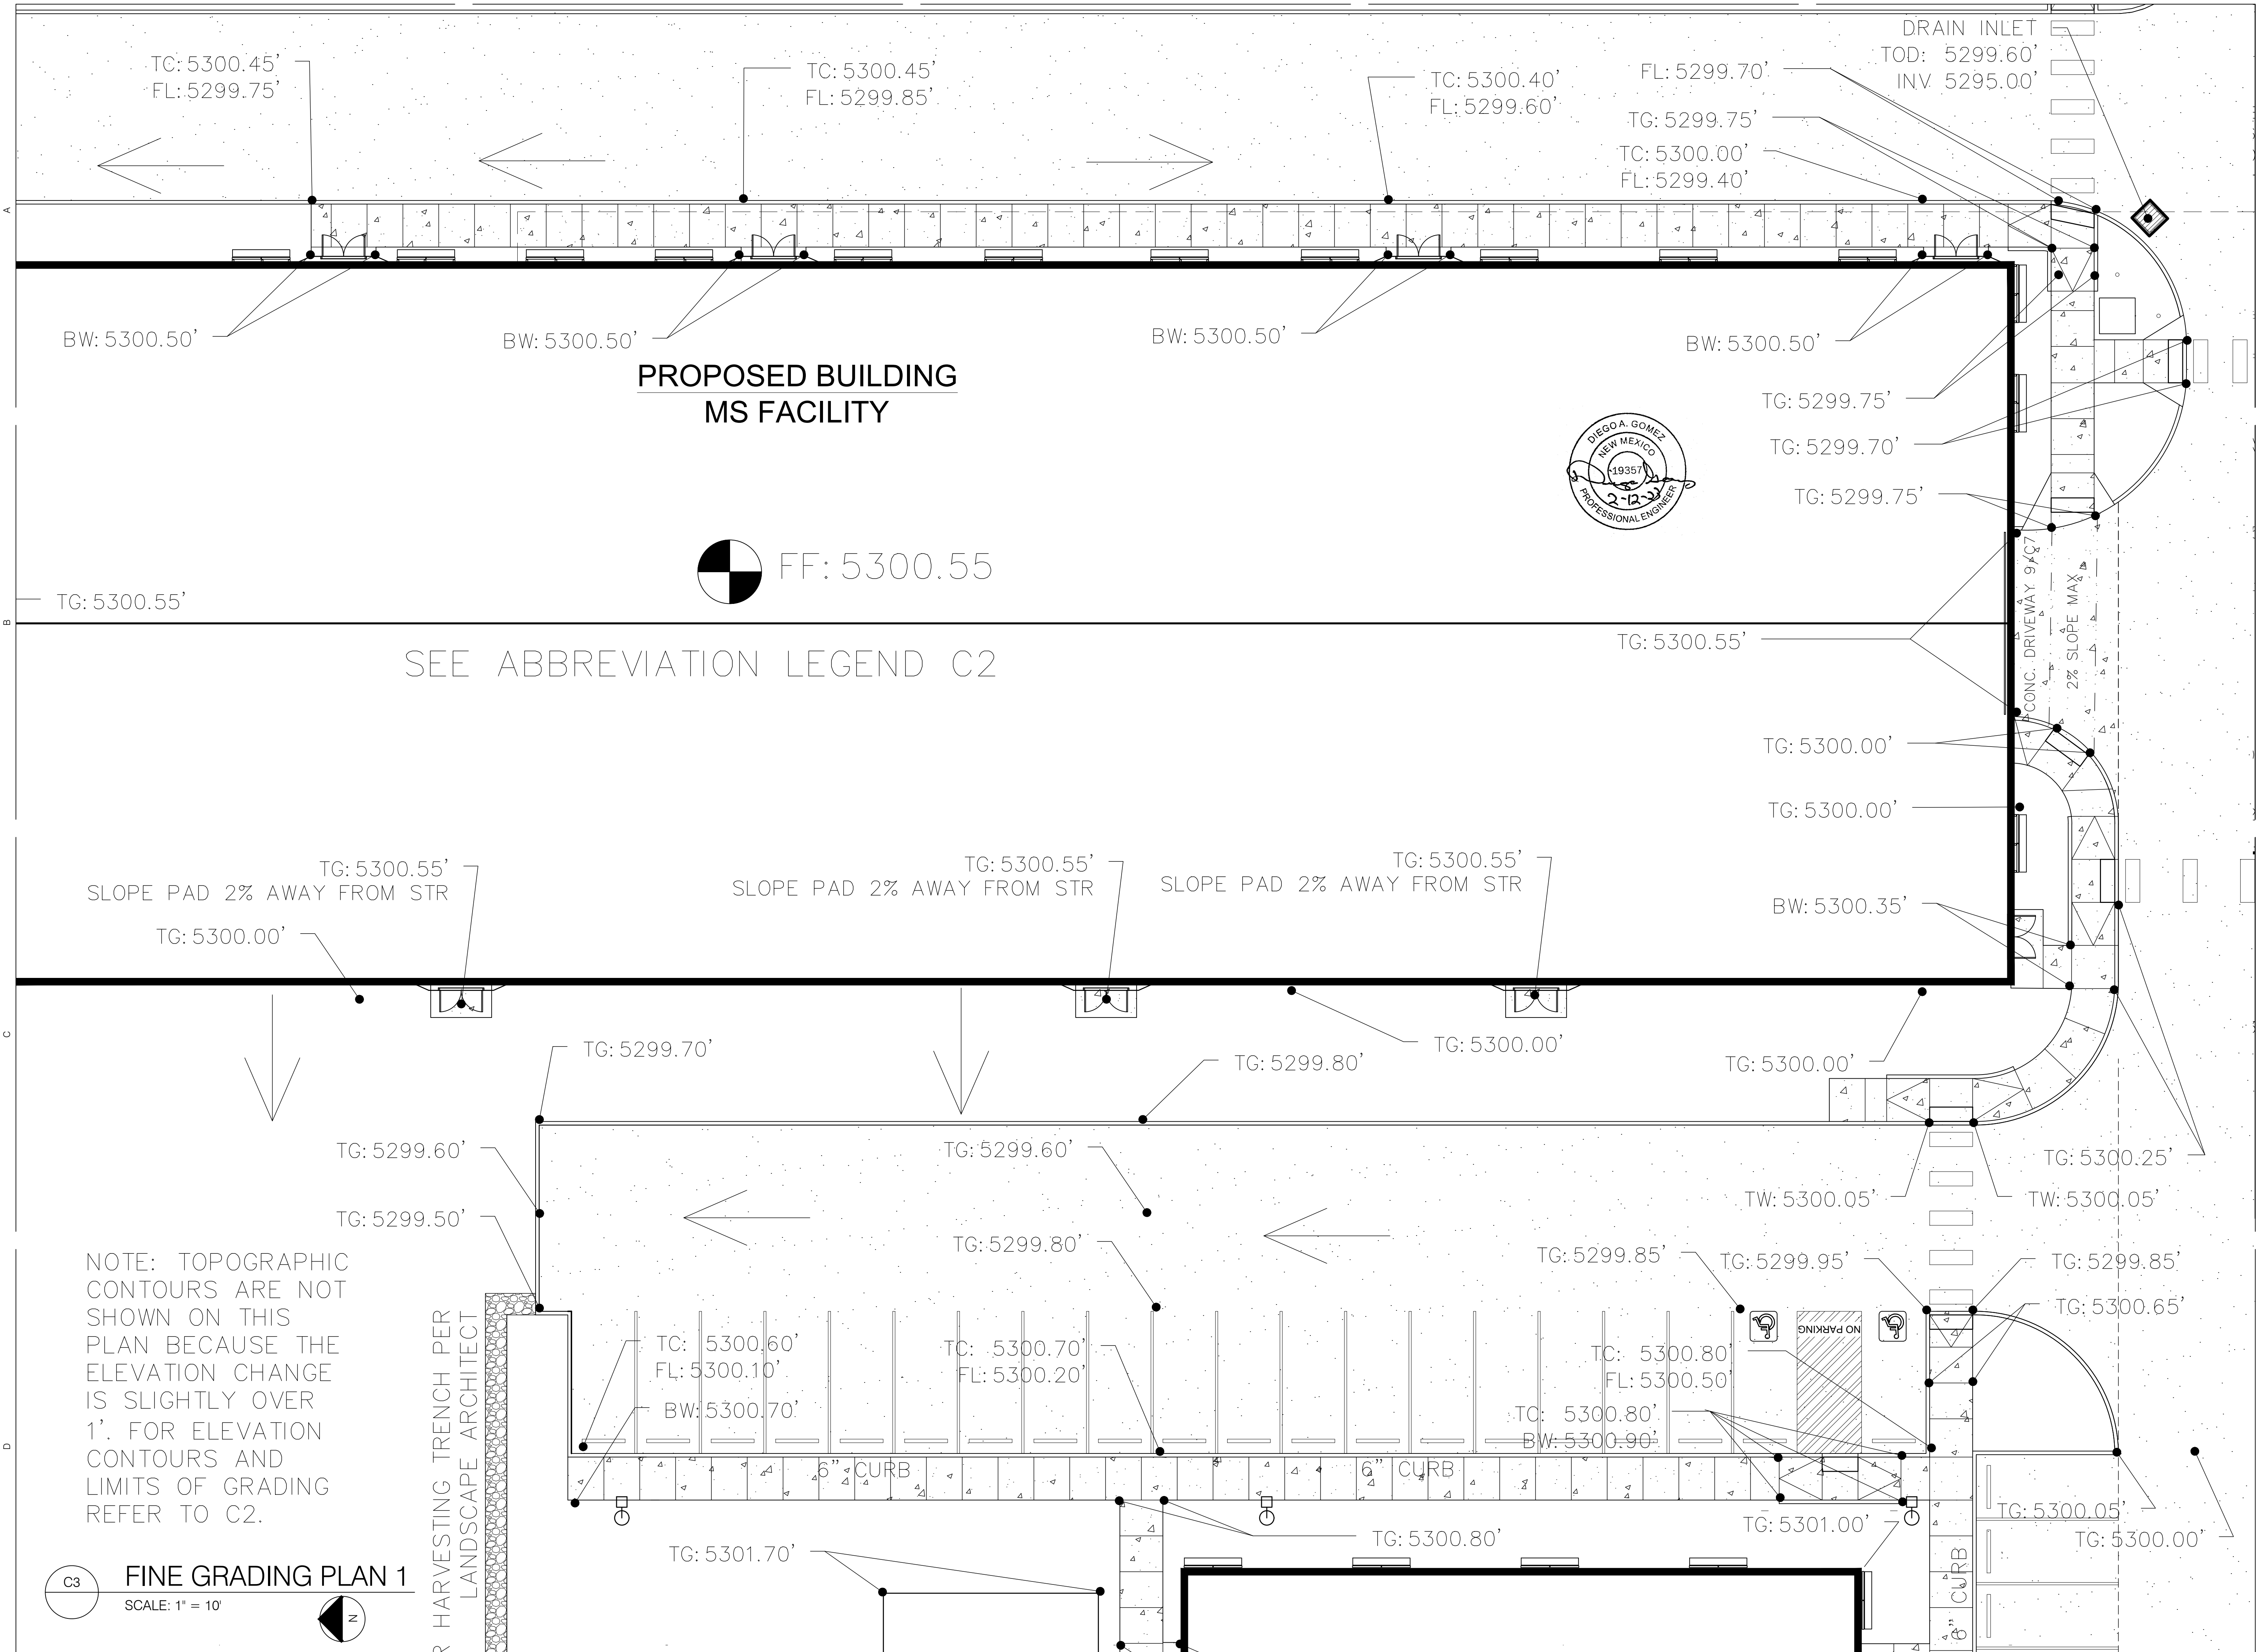 DRAIN INLET
TOD: 5299.60'
INV 5295.00'
TC: 5300.45'
FL: 5299.75'
TC: 5300.45'
FL: 5299.85'
TC: 5300.40'
FL: 5299.60'
FL: 5299.70'
TG: 5299.75'
TC: 5300.00'
FL: 5299.40'
A
BW: 5300.50'
BW: 5300.50'
BW: 5300.50'
BW: 5300.50'
PROPOSED BUILDING
MS FACILITY
TG: 5299.75'
TG: 5299.70'
TG: 5299.75'
DIEGO A. GOMEZ
NEW MEXICO
19357
2-12-23
PROFESSIONAL ENGINEER
FF: 5300.55
TG: 5300.55'
B
SEE ABBREVIATION LEGEND C2
CONC. DRIVEWAY 9/C7
2% SLOPE MAX
TG: 5300.55'
TG: 5300.00'
TG: 5300.00'
BW: 5300.35'
TG: 5300.55'
SLOPE PAD 2% AWAY FROM STR
TG: 5300.00'
TG: 5300.55'
SLOPE PAD 2% AWAY FROM STR
TG: 5300.55'
SLOPE PAD 2% AWAY FROM STR
C
TG: 5299.70'
TG: 5299.80'
TG: 5300.00'
TG: 5300.00'
TG: 5299.60'
TG: 5299.60'
TG: 5300.25'
TW: 5300.05'
TW: 5300.05'
TG: 5299.50'
TG: 5299.80'
TG: 5299.85'
TG: 5299.95'
TG: 5299.85'
TG: 5300.65'
NO PARKING
NOTE: TOPOGRAPHIC
CONTOURS ARE NOT
SHOWN ON THIS
PLAN BECAUSE THE
ELEVATION CHANGE
IS SLIGHTLY OVER
1'. FOR ELEVATION
CONTOURS AND
LIMITS OF GRADING
REFER TO C2.
D
R HARVESTING TRENCH PER
LANDSCAPE ARCHITECT
TC: 5300.60'
FL: 5300.10'
BW: 5300.70'
TC: 5300.70'
FL: 5300.20'
TC: 5300.80'
FL: 5300.50'
TC: 5300.80'
BW: 5300.90'
6" CURB
6" CURB
TG: 5300.05'
TG: 5300.00'
TG: 5301.00'
TG: 5300.80'
TG: 5301.70'
6" CURB
C3
FINE GRADING PLAN 1
SCALE: 1" = 10'
N